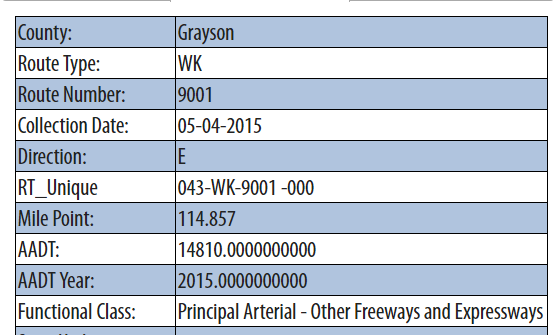 County: Grayson
Route Type: WK
Route Number: 9001
Collection Date: 05-04-2015
Direction: E
RT_Unique 043-WK-9001 -000
Mile Point: 114.857
AADT: 14810.0000000000
AADT Year: 2015.0000000000
Functional Class: Principal Arterial - Other Freeways and Expressways